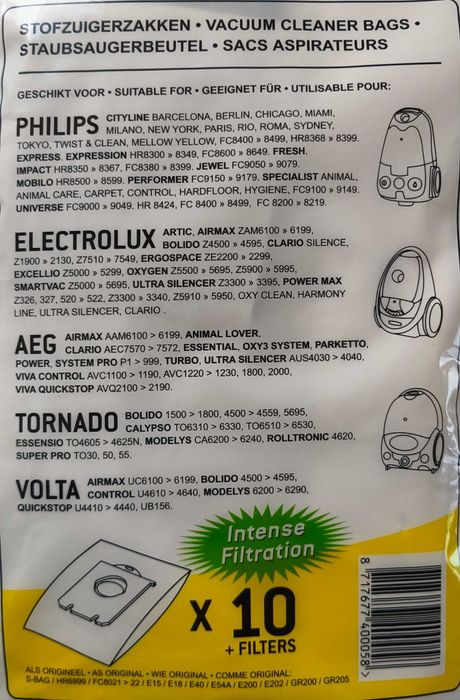 STOFZUIGERZAKKEN • VACUUM CLEANER BAGS •
STAUBSAUGERBEUTEL • SACS ASPIRATEURS
GESCHIKT VOOR • SUITABLE FOR • GEEIGNET FÜR • UTILISABLE POUR:
PHILIPS CITYLINE BARCELONA, BERLIN, CHICAGO, MIAMI,
MILANO, NEW YORK, PARIS, RIO, ROMA, SYDNEY,
TOKYO, TWIST & CLEAN, MELLOW YELLOW, FC8400 » 8499, HR8368 » 8399.
EXPRESS. EXPRESSION HR8300 » 8349, FC8600 » 8649. FRESH.
IMPACT HR8350 » 8367, FC8380 » 8399. JEWEL FC9050 » 9079.
MOBILO HR8500 » 8599. PERFORMER FC9150 » 9179. SPECIALIST ANIMAL,
ANIMAL CARE, CARPET, CONTROL, HARDFLOOR, HYGIENE, FC9100 » 9149.
UNIVERSE FC9000 » 9049, HR 8424, FC 8400 » 8499, FC 8200 » 8219.
ELECTROLUX ARTIC, AIRMAX ZAM6100 » 6199,
BOLIDO Z4500 » 4595, CLARIO SILENCE,
Z1900 » 2130, Z7510 » 7549, ERGOSPACE ZE2200 » 2299,
EXCELLIO Z5000 » 5299, OXYGEN Z5500 » 5695, Z5900 » 5995,
SMARTVAC Z5000 » 5695, ULTRA SILENCER Z3300 » 3395, POWER MAX
Z326, 327, 520 » 522, Z3300 » 3340, Z5910 » 5950, OXY CLEAN, HARMONY
LINE, ULTRA SILENCER, CLARIO .
AEG AIRMAX AAM6100 > 6199, ANIMAL LOVER,
CLARIO AEC7570 > 7572, ESSENTIAL, OXY3 SYSTEM, PARKETTO,
POWER, SYSTEM PRO P1 > 999, TURBO, ULTRA SILENCER AUS4030 > 4040,
VIVA CONTROL AVC1100 > 1190, AVC1220 > 1230, 1800, 2000,
VIVA QUICKSTOP AVQ2100 > 2190.
TORNADO BOLIDO 1500 > 1800, 4500 > 4559, 5695,
CALYPSO TO6310 > 6330, TO6510 > 6530,
ESSENSIO TO4605 > 4625N, MODELYS CA6200 > 6240, ROLLTRONIC 4620,
SUPER PRO TO30, 50, 55.
VOLTA AIRMAX UC6100 > 6199, BOLIDO 4500 > 4595,
CONTROL U4610 > 4640, MODELYS 6200 > 6290,
QUICKSTOP U4410 > 4440, UB156.
Intense
Filtration
X 10
+ FILTERS
8 717677 400058 >
ALS ORIGINEEL • AS ORIGINAL • WIE ORIGINAL • COMME ORIGINAL:
S-BAG / HR6999 / FC8021 > 22 / E15 / E18 / E40 / E54A / E200 / E202 / GR200 / GR205